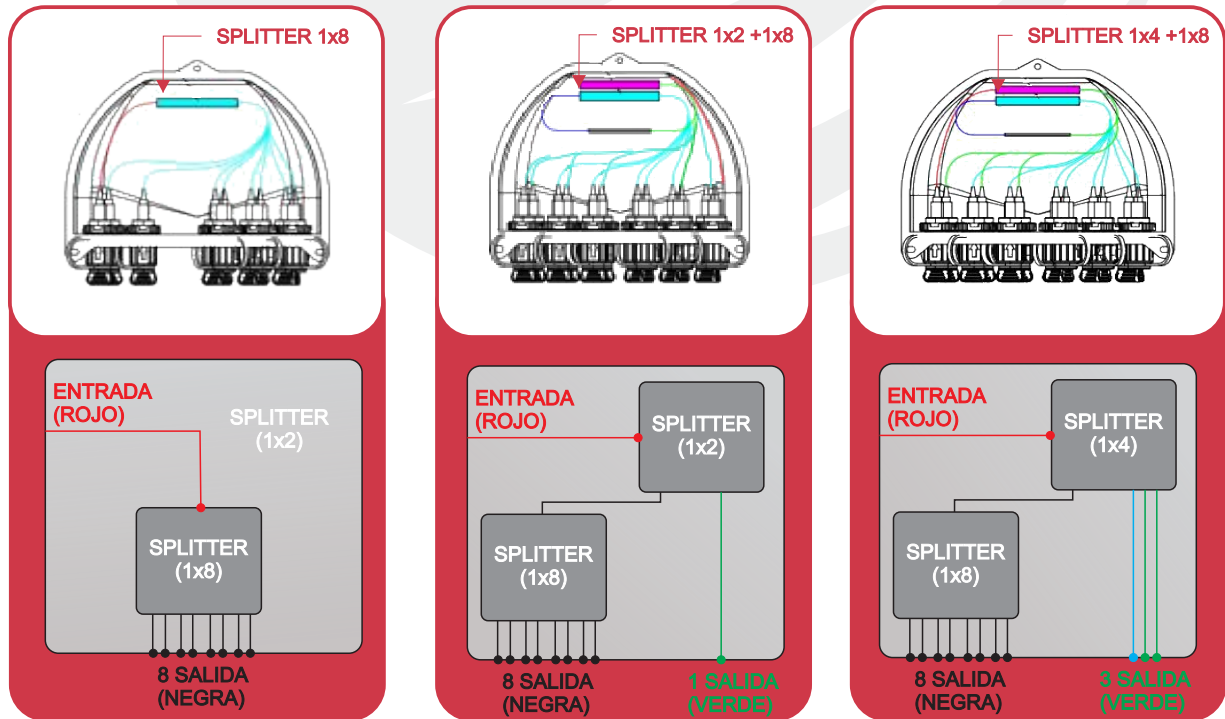 SPLITTER 1x8
ENTRADA
(ROJO)
SPLITTER
(1x2)
SPLITTER
(1x8)
8 SALIDA
(NEGRA)
SPLITTER 1x2 +1x8
ENTRADA
(ROJO)
SPLITTER
(1x2)
SPLITTER
(1x8)
8 SALIDA
(NEGRA)
1 SALIDA
(VERDE)
SPLITTER 1x4 +1x8
ENTRADA
(ROJO)
SPLITTER
(1x4)
SPLITTER
(1x8)
8 SALIDA
(NEGRA)
3 SALIDA
(VERDE)